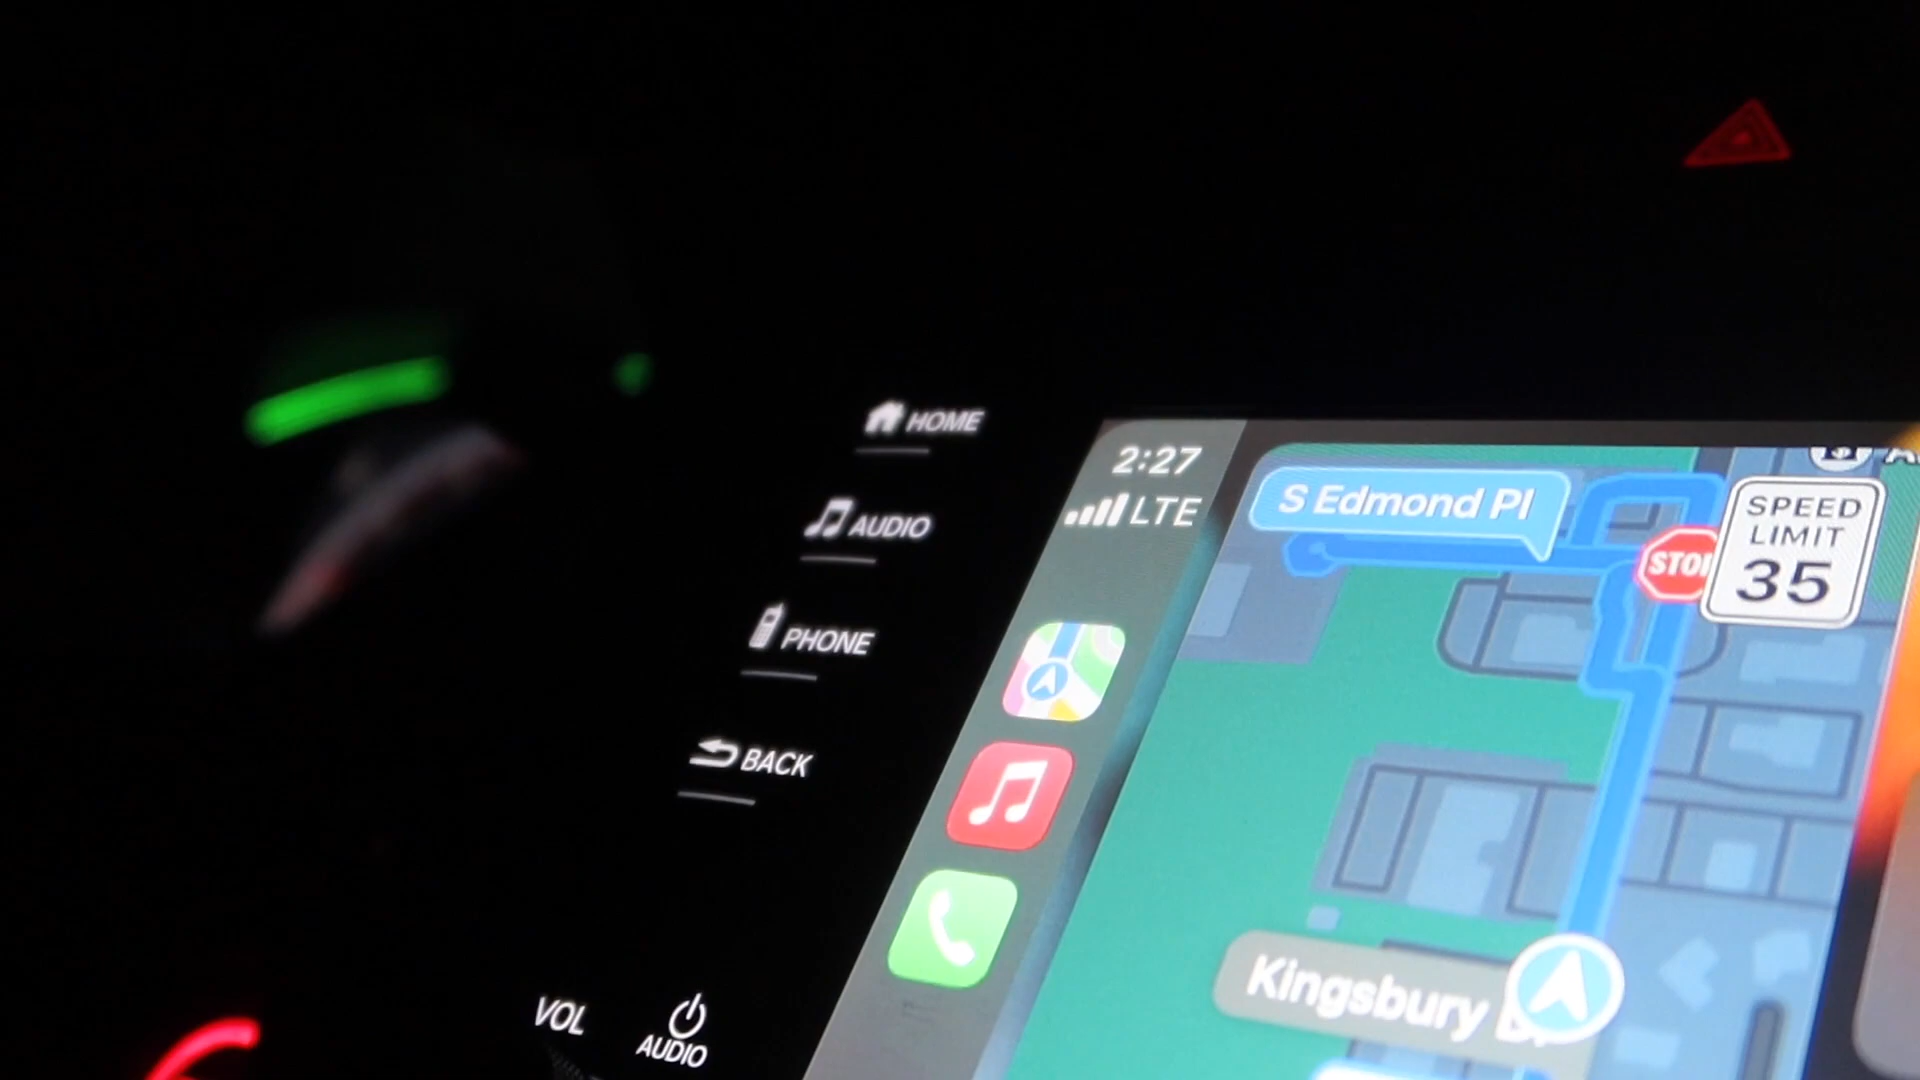 HOME
AUDIO
PHONE
BACK
VOL
AUDIO
2:27
LTE
S Edmond Pl
SPEED
LIMIT
35
Kingsbury